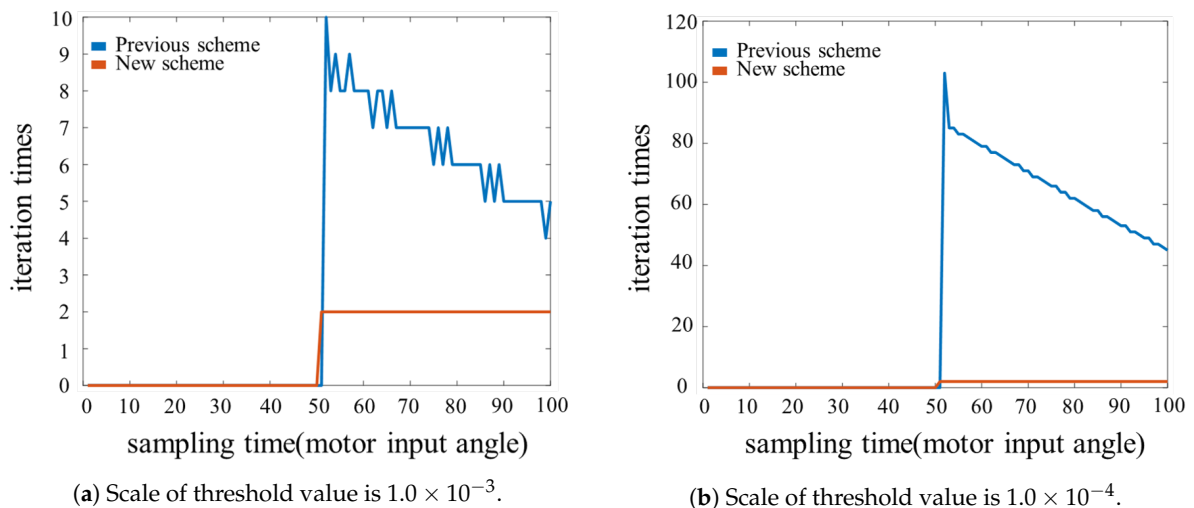 10
9
8
7
6
5
4
3
2
1
0
iteration times
Previous scheme
New scheme
0 10 20 30 40 50 60 70 80 90 100
sampling time(motor input angle)
(a) Scale of threshold value is 1.0 × 10⁻³.
120
100
80
60
40
20
0
iteration times
Previous scheme
New scheme
0 10 20 30 40 50 60 70 80 90 100
sampling time(motor input angle)
(b) Scale of threshold value is 1.0 × 10⁻⁴.